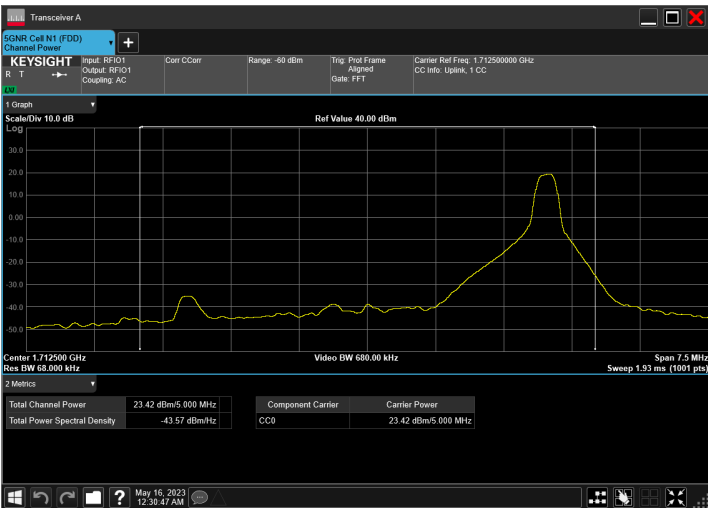 Transceiver A
5GNR Cell N1 (FDD)
Channel Power
KEYSIGHT
R T
LXI
Input: RFIO1
Output: RFIO1
Coupling: AC
Corr CCorr
Range: -60 dBm
Trig: Prot Frame
Aligned
Gate: FFT
Carrier Ref Freq: 1.712500000 GHz
CC Info: Uplink, 1 CC
1 Graph
Scale/Div 10.0 dB
Ref Value 40.00 dBm
Log
30.0
20.0
10.0
0.00
-10.0
-20.0
-30.0
-40.0
-50.0
Center 1.712500 GHz
Video BW 680.00 kHz
Span 7.5 MHz
Res BW 68.000 kHz
Sweep 1.93 ms (1001 pts)
2 Metrics
Total Channel Power 23.42 dBm/5.000 MHz
Total Power Spectral Density -43.57 dBm/Hz
Component Carrier Carrier Power
CC0 23.42 dBm/5.000 MHz
?
May 16, 2023
12:30:47 AM